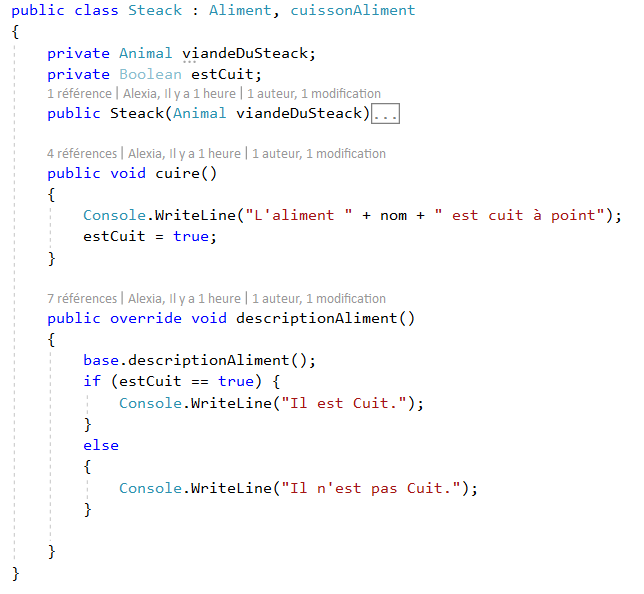 public class Steack : Aliment, cuissonAliment
{
private Animal viandeDuSteack;
private Boolean estCuit;
1 référence | Alexia, Il y a 1 heure | 1 auteur, 1 modification
public Steack(Animal viandeDuSteack)...
4 références | Alexia, Il y a 1 heure | 1 auteur, 1 modification
public void cuire()
{
Console.WriteLine("L'aliment " + nom + " est cuit à point");
estCuit = true;
}
7 références | Alexia, Il y a 1 heure | 1 auteur, 1 modification
public override void descriptionAliment()
{
base.descriptionAliment();
if (estCuit == true) {
Console.WriteLine("Il est Cuit.");
}
else
{
Console.WriteLine("Il n'est pas Cuit.");
}
}
}